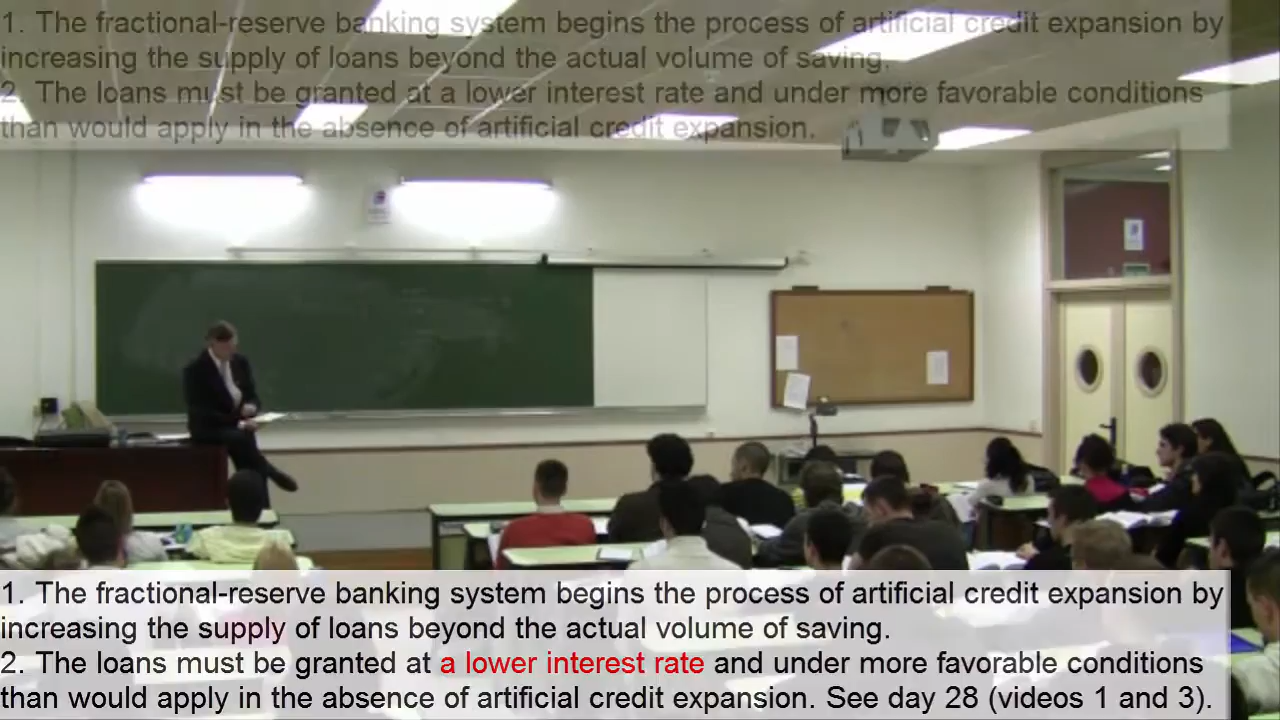 1. The fractional-reserve banking system begins the process of artificial credit expansion by
increasing the supply of loans beyond the actual volume of saving.
2. The loans must be granted at a lower interest rate and under more favorable conditions
than would apply in the absence of artificial credit expansion.
1. The fractional-reserve banking system begins the process of artificial credit expansion by
increasing the supply of loans beyond the actual volume of saving.
2. The loans must be granted at a lower interest rate and under more favorable conditions
than would apply in the absence of artificial credit expansion. See day 28 (videos 1 and 3).